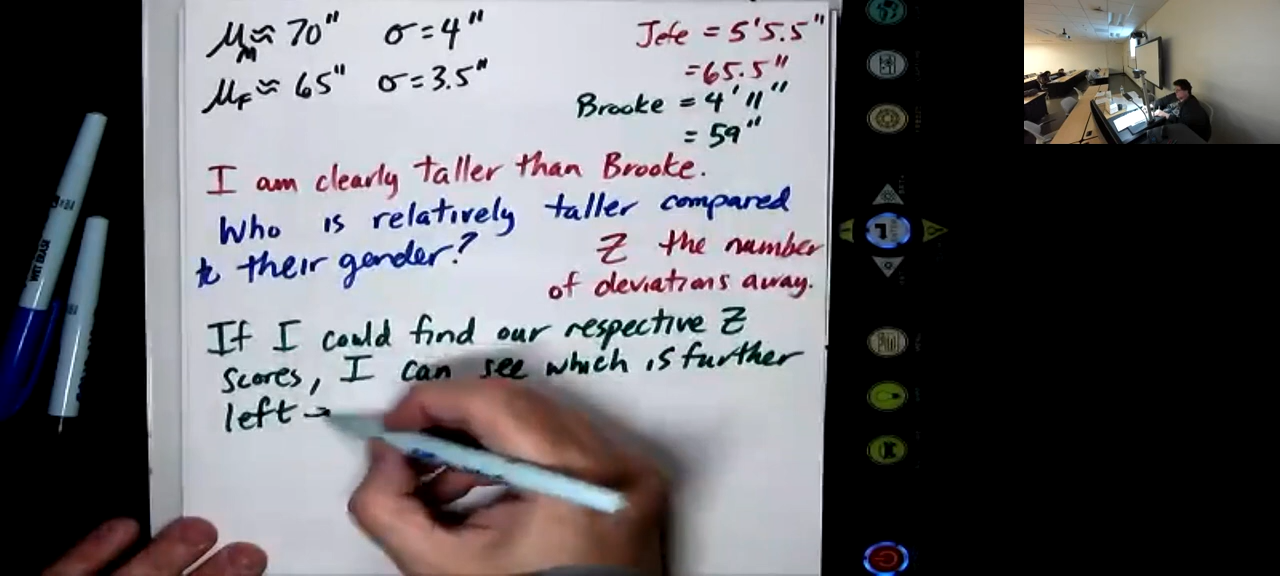 μM ≈ 70" σ = 4"
μF ≈ 65" σ = 3.5"
Jefe = 5'5.5"
= 65.5"
Brooke = 4'11"
= 59"
I am clearly taller than Brooke.
Who is relatively taller compared
to their gender?
Z the number
of deviations away.
If I could find our respective Z
scores, I can see which is further
left →